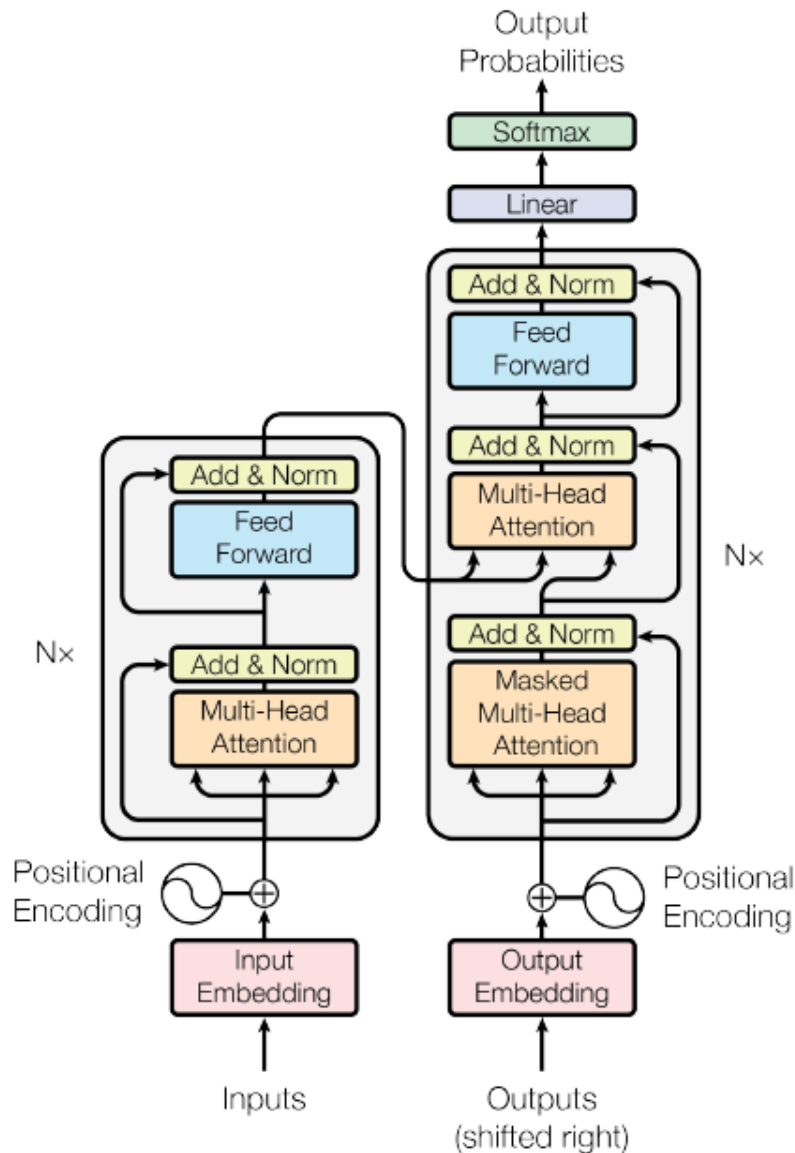 Output
Probabilities
Softmax
Linear
Add & Norm
Feed
Forward
Add & Norm
Multi-Head
Attention
Nx
Add & Norm
Masked
Multi-Head
Attention
Add & Norm
Feed
Forward
Nx
Add & Norm
Multi-Head
Attention
Positional
Encoding
Positional
Encoding
Input
Embedding
Output
Embedding
Inputs
Outputs
(shifted right)